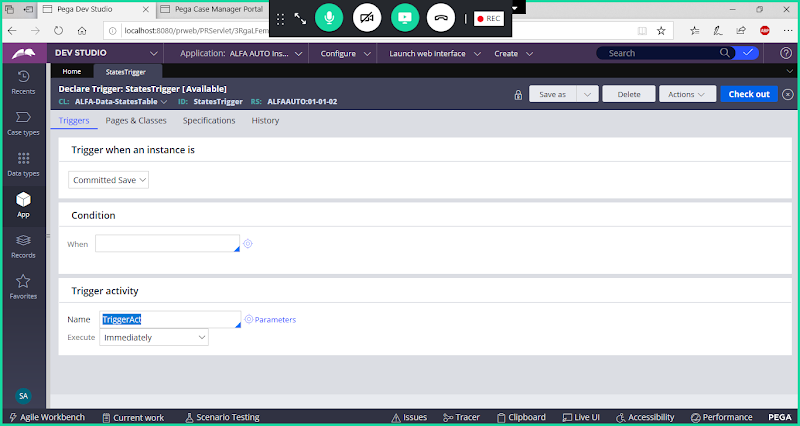 Pega Dev Studio
Pega Case Manager Portal
REC
localhost:8080/prweb/PRServlet/3RgaLFem
ABP
DEV STUDIO
Application: ALFA AUTO Ins...
Configure
Launch web interface
Create
Search
Recents
Case types
Data types
App
Records
Favorites
SA
Home
StatesTrigger
Declare Trigger: StatesTrigger [Available]
CL: ALFA-Data-StatesTable ID: StatesTrigger RS: ALFAAUTO:01-01-02
Save as
Delete
Actions
Check out
Triggers
Pages & Classes
Specifications
History
Trigger when an instance is
Committed Save
Condition
When
Trigger activity
Name TriggerAct Parameters
Execute Immediately
Agile Workbench
Current work
Scenario Testing
Issues
Tracer
Clipboard
Live UI
Accessibility
Performance
PEGA